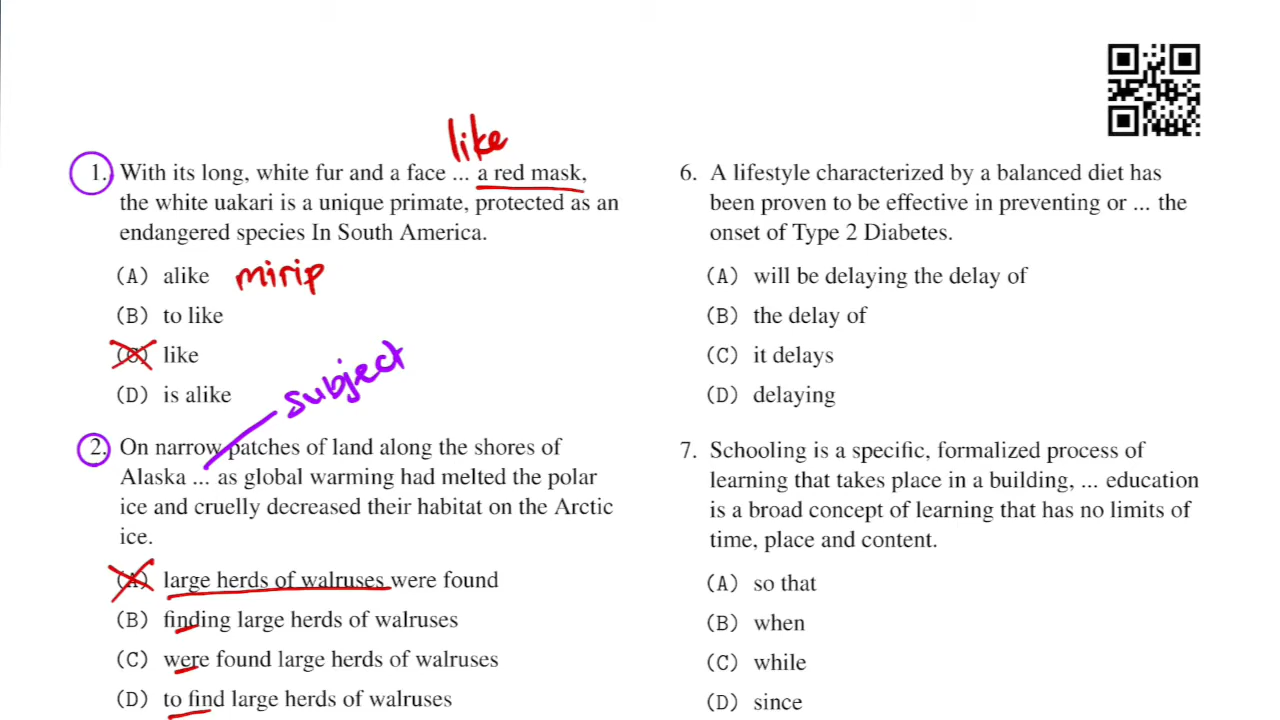 like
1. With its long, white fur and a face ... a red mask,
the white uakari is a unique primate, protected as an
endangered species In South America.
(A) alike mirip
(B) to like
(C) like
(D) is alike
subject
2. On narrow patches of land along the shores of
Alaska ... as global warming had melted the polar
ice and cruelly decreased their habitat on the Arctic
ice.
(A) large herds of walruses were found
(B) finding large herds of walruses
(C) were found large herds of walruses
(D) to find large herds of walruses
6. A lifestyle characterized by a balanced diet has
been proven to be effective in preventing or ... the
onset of Type 2 Diabetes.
(A) will be delaying the delay of
(B) the delay of
(C) it delays
(D) delaying
7. Schooling is a specific, formalized process of
learning that takes place in a building, ... education
is a broad concept of learning that has no limits of
time, place and content.
(A) so that
(B) when
(C) while
(D) since